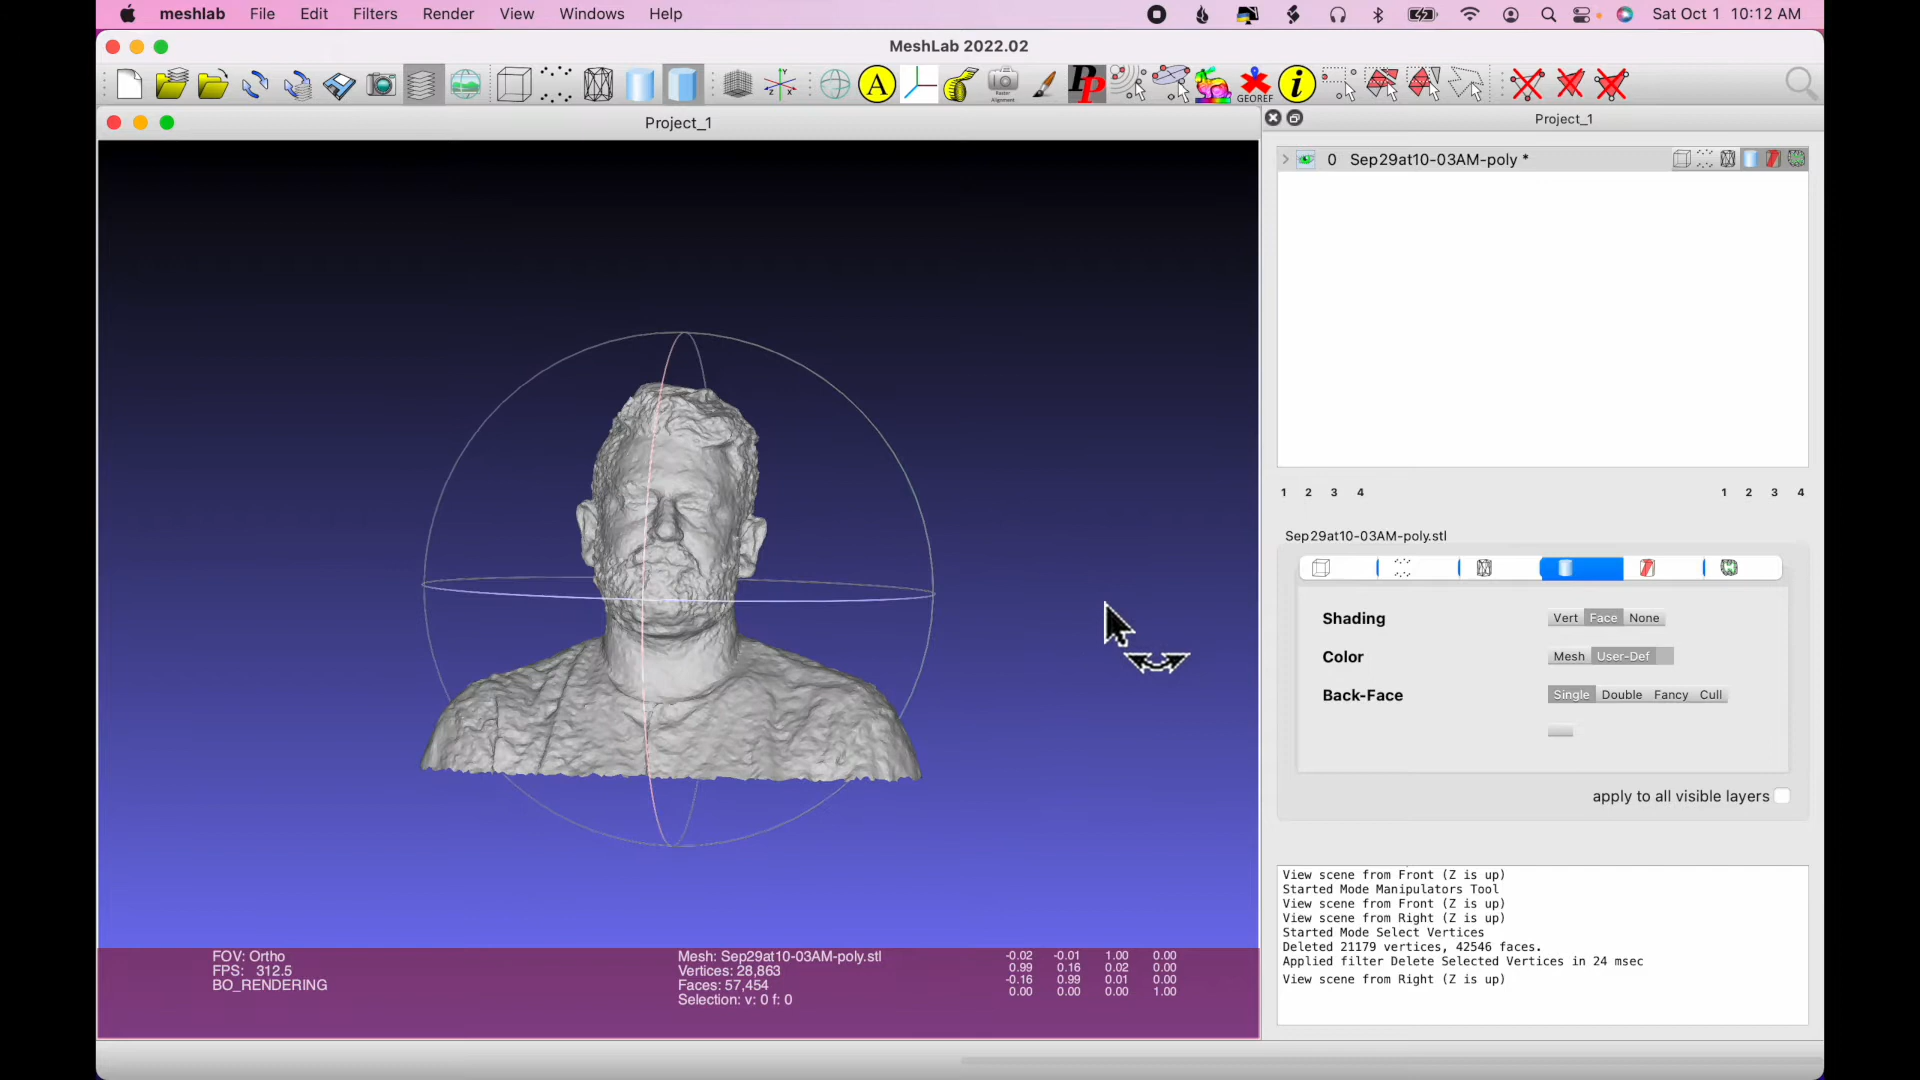 meshlab File Edit Filters Render View Windows Help Sat Oct 1 10:12 AM
MeshLab 2022.02
A PP GEOREF i
Project_1
Project_1
0 Sep29at10-03AM-poly *
1 2 3 4 1 2 3 4
Sep29at10-03AM-poly.stl
Shading Vert Face None
Color Mesh User-Def
Back-Face Single Double Fancy Cull
apply to all visible layers
View scene from Front (Z is up)
Started Mode Manipulators Tool
View scene from Front (Z is up)
View scene from Right (Z is up)
Started Mode Select Vertices
Deleted 21179 vertices, 42546 faces.
Applied filter Delete Selected Vertices in 24 msec
View scene from Right (Z is up)
FOV: Ortho
FPS: 312.5
BO_RENDERING
Mesh: Sep29at10-03AM-poly.stl
Vertices: 28,863
Faces: 57,454
Selection: v: 0 f: 0
-0.02 -0.01 1.00 0.00
0.99 0.16 0.02 0.00
-0.16 0.99 0.01 0.00
0.00 0.00 0.00 1.00